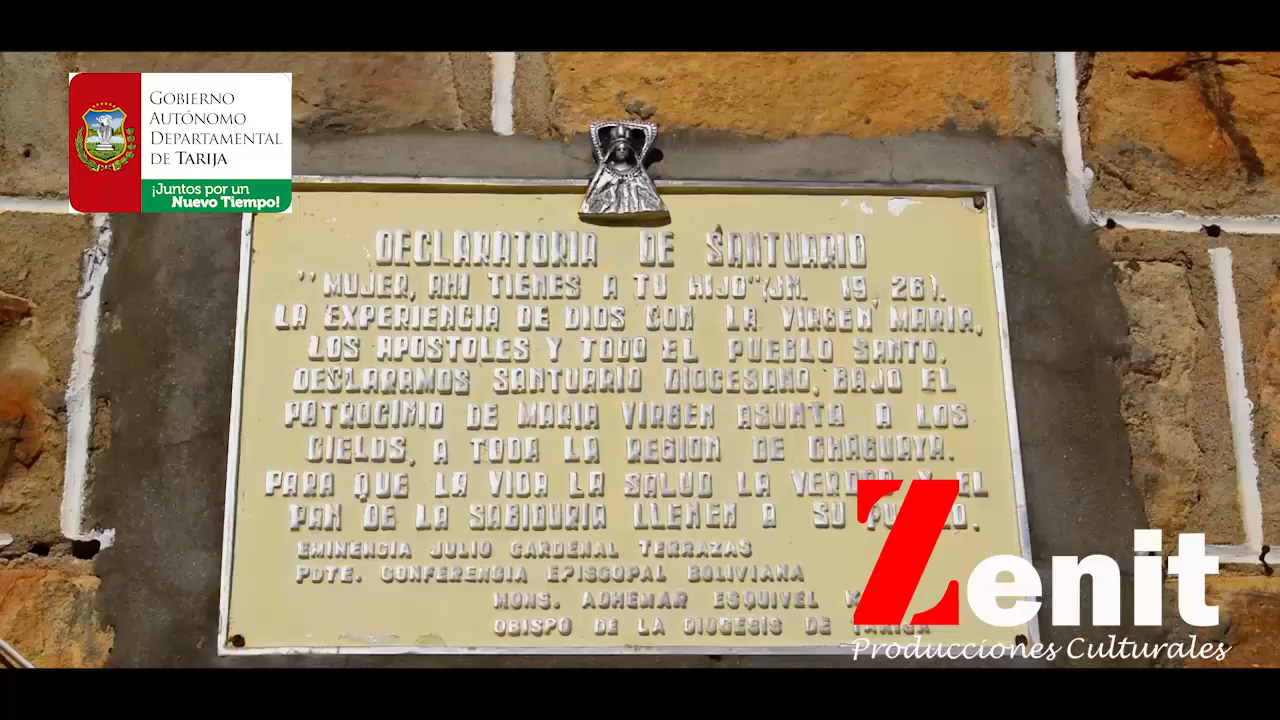 GOBIERNO
AUTÓNOMO
DEPARTAMENTAL
DE TARIJA
¡Juntos por un
Nuevo Tiempo!
DECLARATORIA DE SANTUARIO
"MUJER, AHI TIENES A TU HIJO"(JN. 19, 26).
LA EXPERIENCIA DE DIOS CON LA VIRGEN MARIA,
LOS APOSTOLES Y TODO EL PUEBLO SANTO.
DECLARAMOS SANTUARIO DIOCESANO, BAJO EL
PATROCINIO DE MARIA VIRGEN ASUNTA A LOS
CIELOS, A TODA LA REGION DE CHAGUAYA.
PARA QUE LA VIDA LA SALUD LA VERDAD Y EL
PAN DE LA SABIDURIA LLENEN A SU PUEBLO.
EMINENCIA JULIO CARDENAL TERRAZAS
PDTE. CONFERENCIA EPISCOPAL BOLIVIANA
MONS. ADHEMAR ESQUIVEL
OBISPO DE LA DIOCESIS DE TARIJA
Zenit
Producciones Culturales